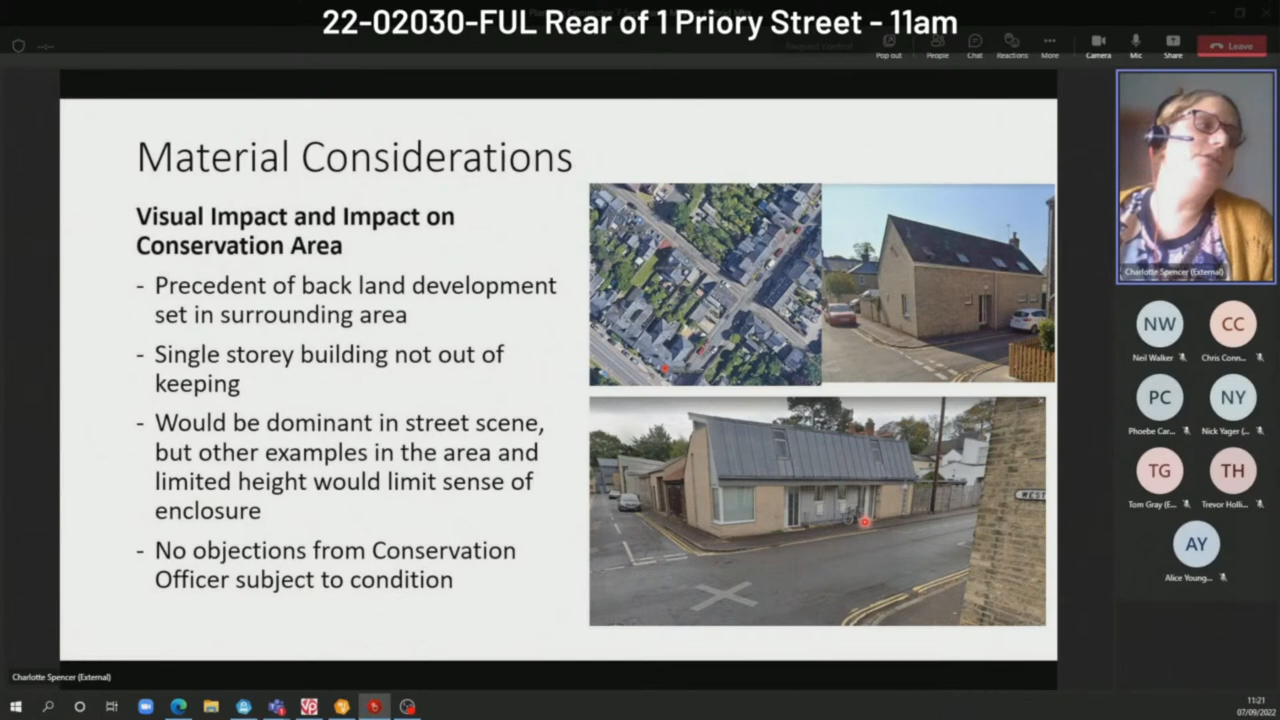 22-02030-FUL Rear of 1 Priory Street - 11am
Pop out
People
Chat
Reactions
More
Camera
Mic
Share
Leave
Material Considerations
Visual Impact and Impact on
Conservation Area
- Precedent of back land development
set in surrounding area
- Single storey building not out of
keeping
- Would be dominant in street scene,
but other examples in the area and
limited height would limit sense of
enclosure
- No objections from Conservation
Officer subject to condition
WEST
Charlotte Spencer (External)
NW
CC
Neil Walker
Chris Conn...
PC
NY
Phoebe Car...
Nick Yager (...
TG
TH
Tom Gray (E...
Trevor Holli...
AY
Alice Young...
Charlotte Spencer (External)
11:21
07/09/2022